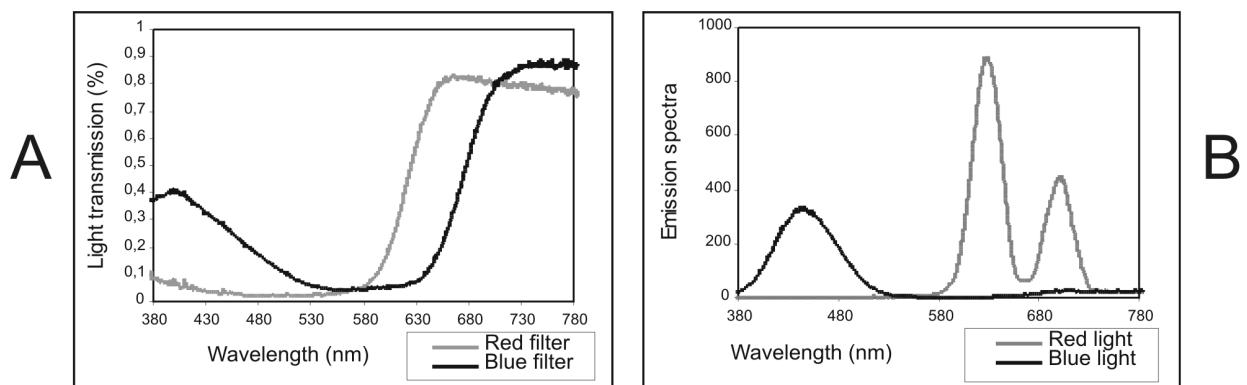 A
Light transmission (%)
1
0,9
0,8
0,7
0,6
0,5
0,4
0,3
0,2
0,1
0
380 430 480 530 580 630 680 730 780
Wavelength (nm)
Red filter
Blue filter
B
Emission spectra
1000
800
600
400
200
0
380 480 580 680 780
Wavelength (nm)
Red light
Blue light